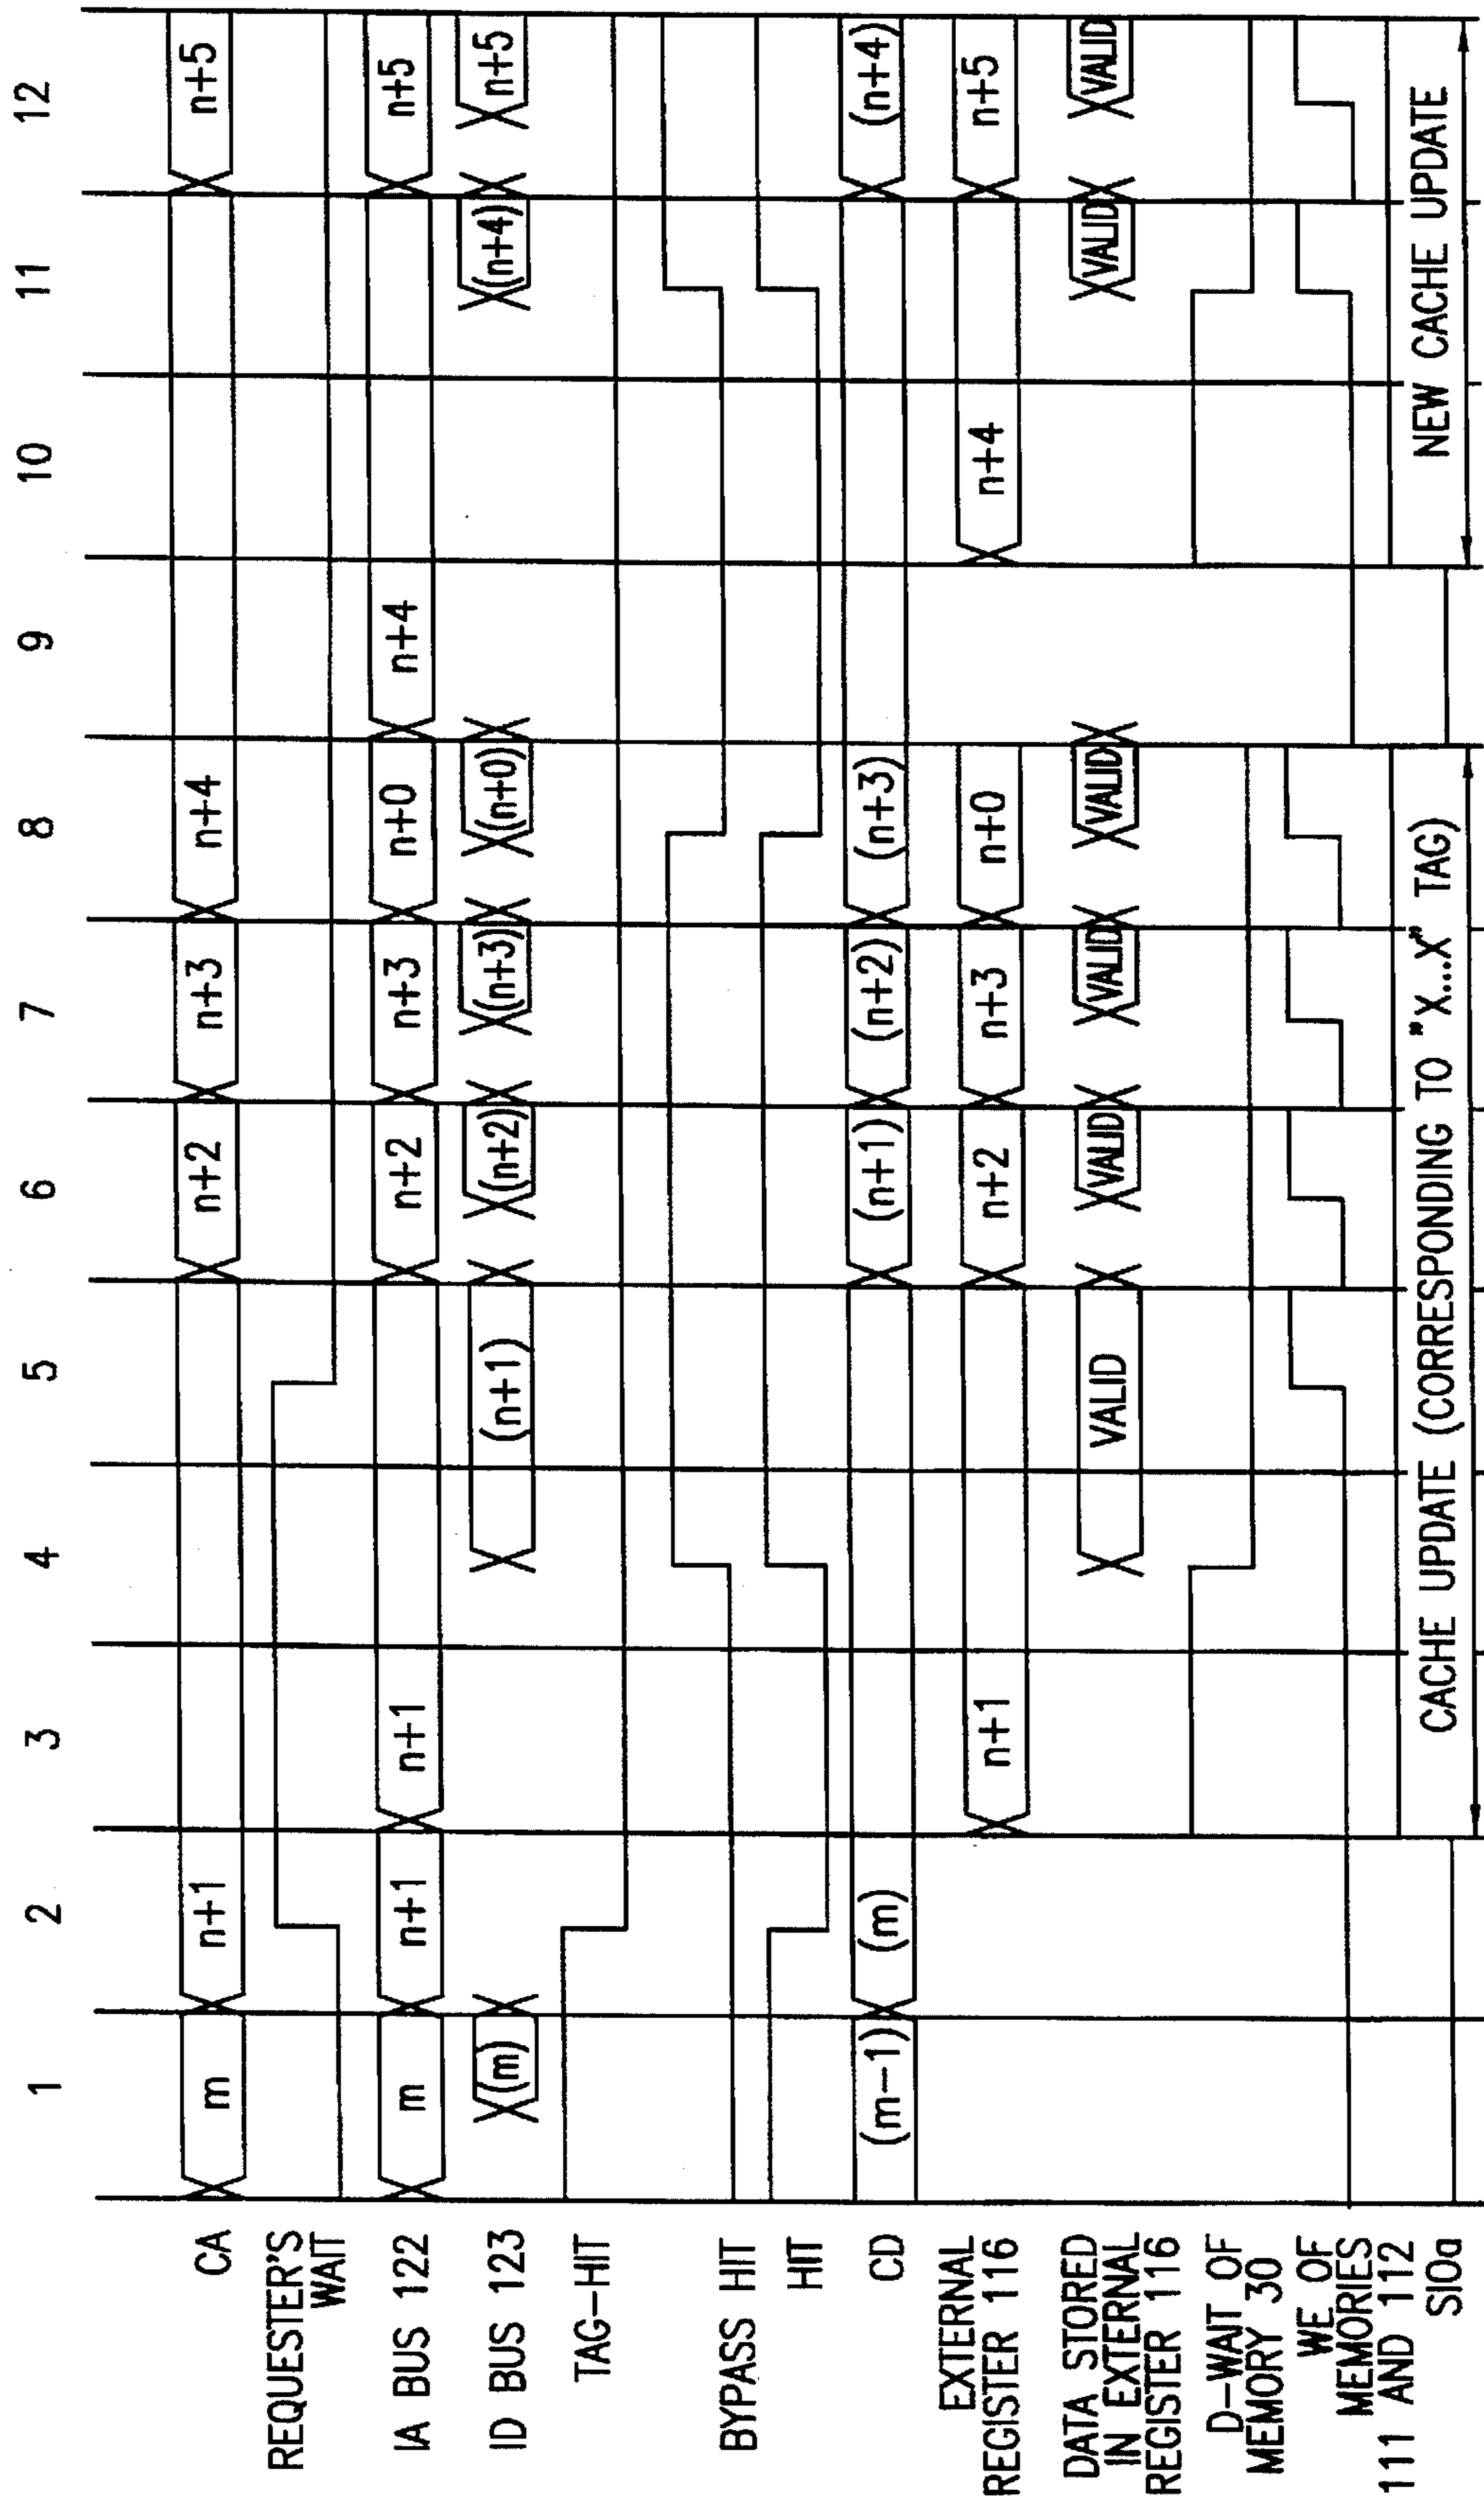 1 2 3 4 5 6 7 8 9 10 11 12
CA
m n+1 n+2 n+3 n+4 n+5
REQUESTER'S
WAIT
IA BUS 122
m n+1 n+1 n+2 n+3 n+0 n+4 n+5
ID BUS 123
(m) (n+1) (n+2) (n+3) (n+0) (n+4) n+5
TAG-HIT
BYPASS HIT
HIT
CD
(m-1) (m) (n+1) (n+2) (n+3) (n+4)
EXTERNAL
REGISTER 116
n+1 n+2 n+3 n+0 n+4 n+5
DATA STORED
IN EXTERNAL
REGISTER 116
VALID VALID VALID VALID VALID VALID
D-WAIT OF
MEMORY 30
WE OF
MEMORIES
111 AND 112
SIOa
CACHE UPDATE (CORRESPONDING TO "X...X" TAG)
NEW CACHE UPDATE